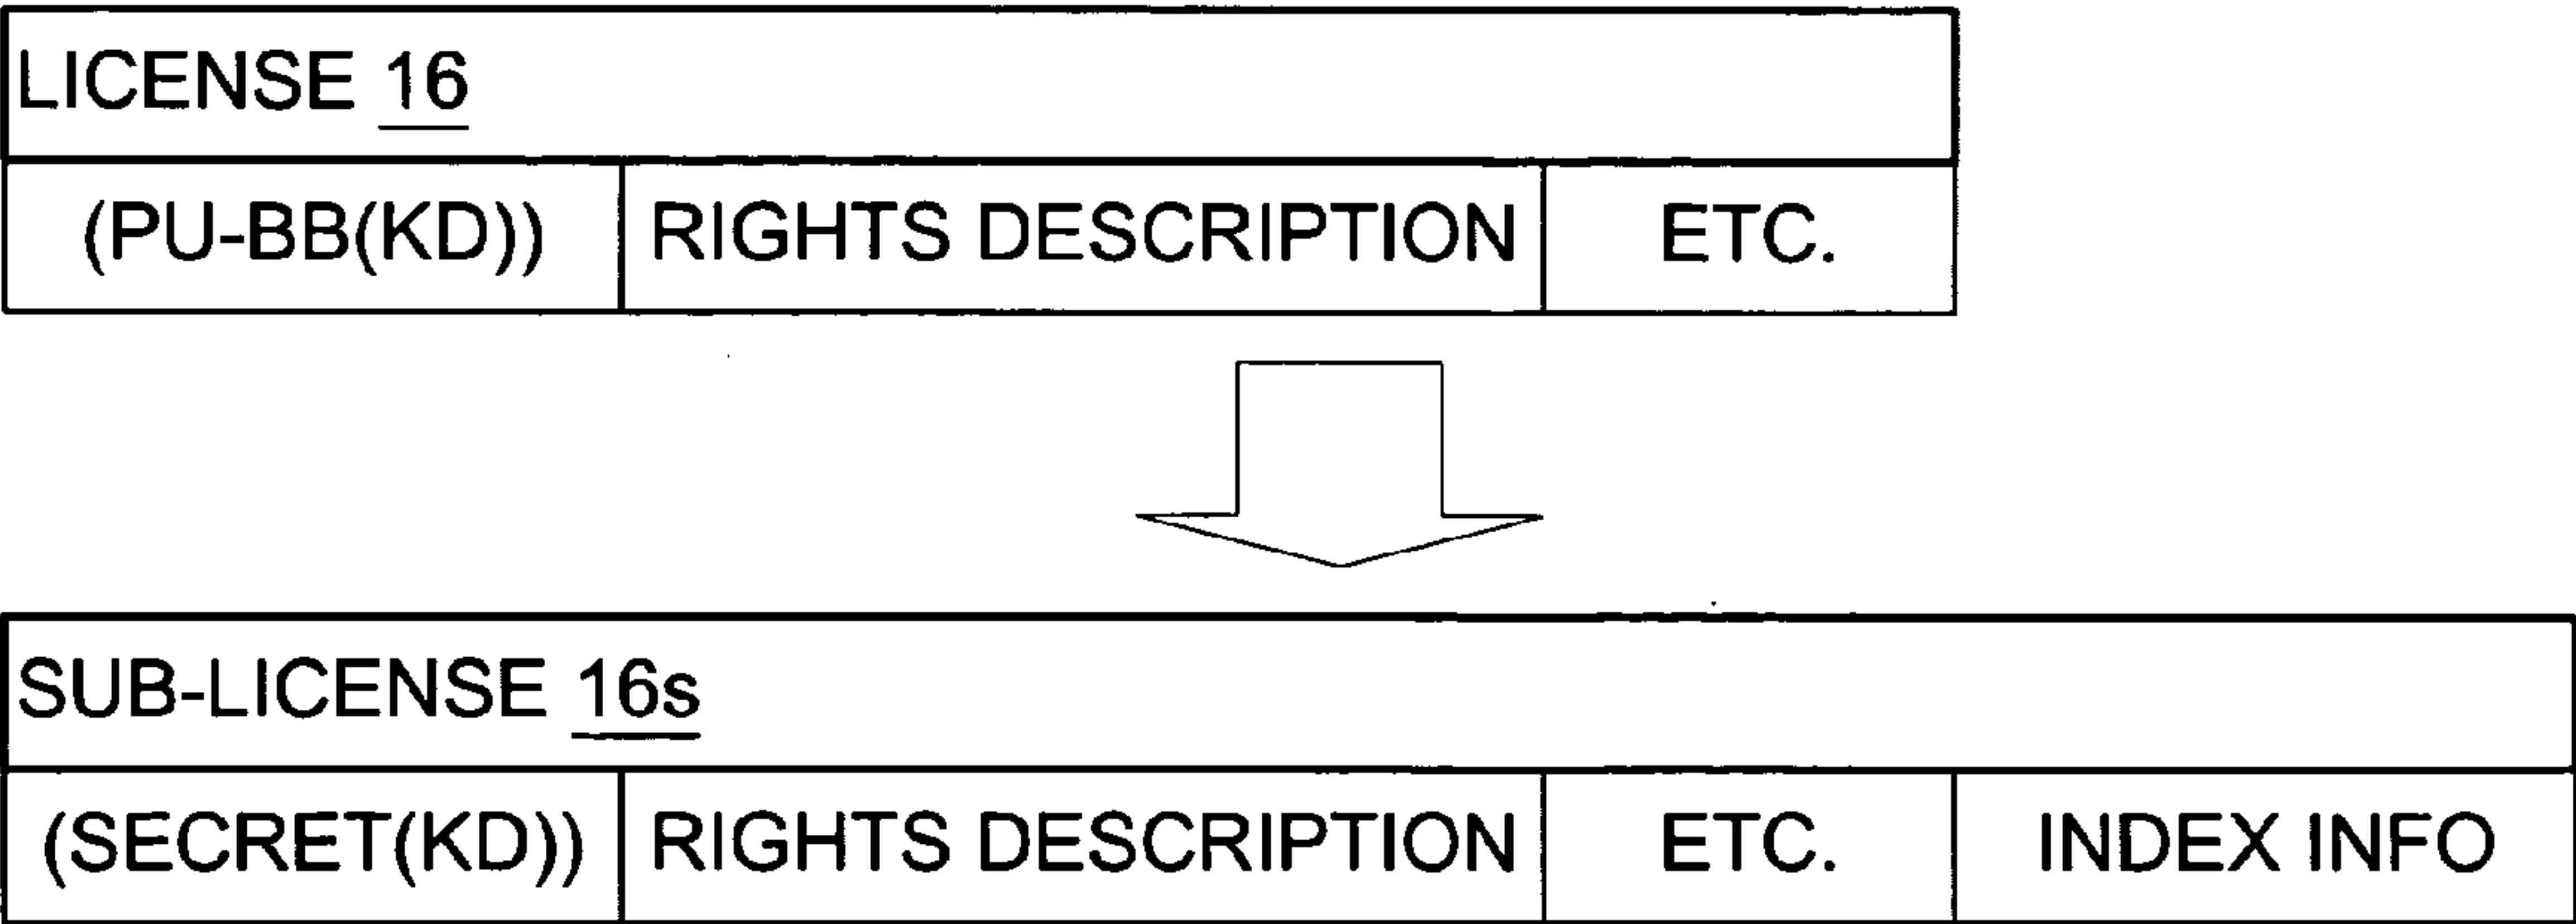 LICENSE 16
(PU-BB(KD)) RIGHTS DESCRIPTION ETC.
SUB-LICENSE 16s
(SECRET(KD)) RIGHTS DESCRIPTION ETC. INDEX INFO